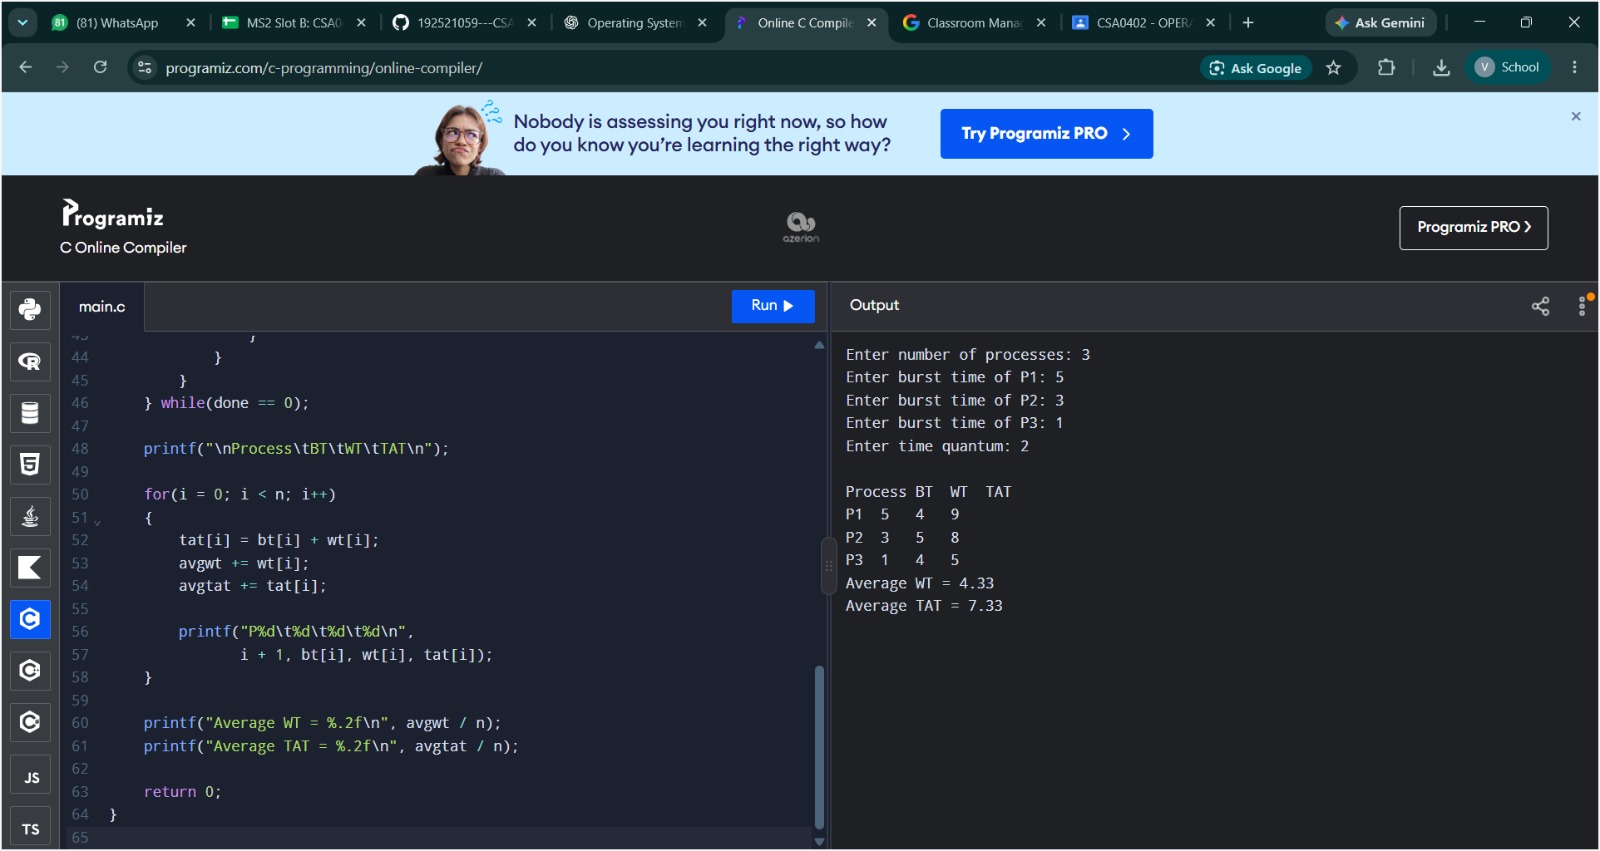 81 (81) WhatsApp
MS2 Slot B: CSA0
192521059---CSA
Operating System
Online C Compile
Classroom Mana
CSA0402 - OPER
Ask Gemini
programiz.com/c-programming/online-compiler/
Ask Google
V School
Nobody is assessing you right now, so how
do you know you're learning the right way?
Try Programiz PRO >
Programiz
C Online Compiler
azerion
Programiz PRO >
main.c
Run
44 }
45 }
46 } while(done == 0);
47
48 printf("\nProcess\tBT\tWT\tTAT\n");
49
50 for(i = 0; i < n; i++)
51 {
52 tat[i] = bt[i] + wt[i];
53 avgwt += wt[i];
54 avgtat += tat[i];
55
56 printf("P%d\t%d\t%d\t%d\n",
57 i + 1, bt[i], wt[i], tat[i]);
58 }
59
60 printf("Average WT = %.2f\n", avgwt / n);
61 printf("Average TAT = %.2f\n", avgtat / n);
62
63 return 0;
64 }
65
JS
TS
Output
Enter number of processes: 3
Enter burst time of P1: 5
Enter burst time of P2: 3
Enter burst time of P3: 1
Enter time quantum: 2
Process BT WT TAT
P1 5 4 9
P2 3 5 8
P3 1 4 5
Average WT = 4.33
Average TAT = 7.33